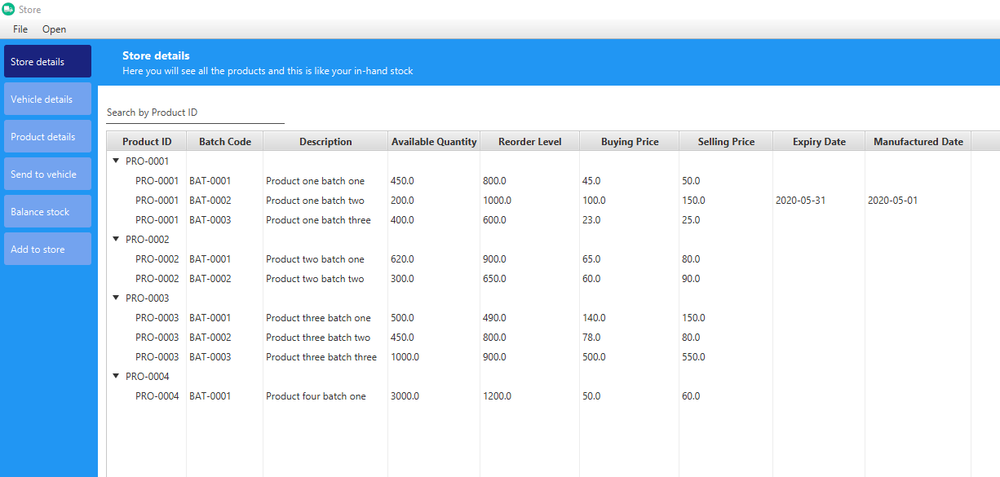 Store
File Open
Store details
Vehicle details
Product details
Send to vehicle
Balance stock
Add to store
Store details
Here you will see all the products and this is like your in-hand stock
Search by Product ID
Product ID Batch Code Description Available Quantity Reorder Level Buying Price Selling Price Expiry Date Manufactured Date
PRO-0001
PRO-0001 BAT-0001 Product one batch one 450.0 800.0 45.0 50.0
PRO-0001 BAT-0002 Product one batch two 200.0 1000.0 100.0 150.0 2020-05-31 2020-05-01
PRO-0001 BAT-0003 Product one batch three 400.0 600.0 23.0 25.0
PRO-0002
PRO-0002 BAT-0001 Product two batch one 620.0 900.0 65.0 80.0
PRO-0002 BAT-0002 Product two batch two 300.0 650.0 60.0 90.0
PRO-0003
PRO-0003 BAT-0001 Product three batch one 500.0 490.0 140.0 150.0
PRO-0003 BAT-0002 Product three batch two 450.0 800.0 78.0 80.0
PRO-0003 BAT-0003 Product three batch three 1000.0 900.0 500.0 550.0
PRO-0004
PRO-0004 BAT-0001 Product four batch one 3000.0 1200.0 50.0 60.0